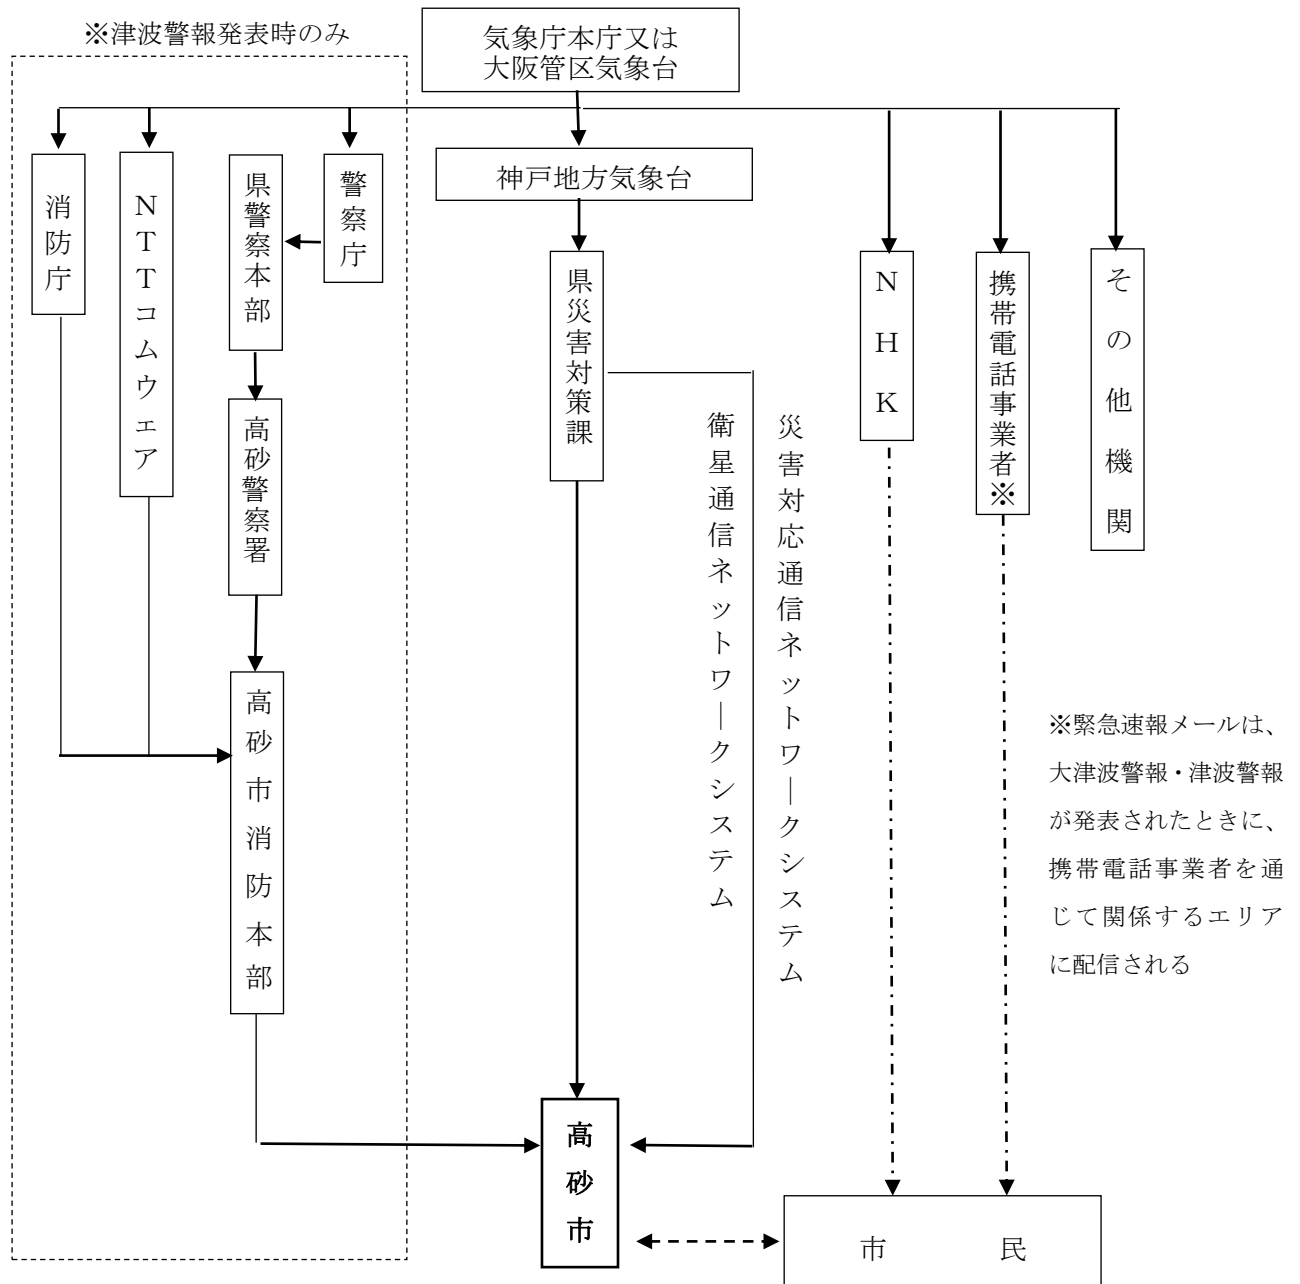 ※津波警報発表時のみ
気象庁本庁又は
大阪管区気象台
神戸地方気象台
消防庁
NTTコムウェア
県警察本部
警察庁
高砂警察署
高砂市消防本部
県災害対策課
衛星通信ネットワークシステム
災害対応通信ネットワークシステム
NHK
携帯電話事業者※
その他機関
※緊急速報メールは、
大津波警報・津波警報
が発表されたときに、
携帯電話事業者を通
じて関係するエリア
に配信される
高砂市
市民